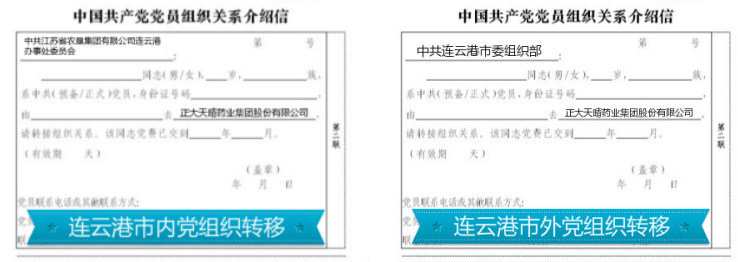 中国共产党党员组织关系介绍信
中共江苏省农垦集团有限公司连云港
办事处委员会 第 号
:
同志(男/女),岁,族,
系中共(预备/正式)党员,身份证号码,
由去 正大天晴药业集团股份有限公司,
请转接组织关系。该同志党费已交到年月。
(有效期 天)
(盖章)
年 月 日
党员联系电话或其他联系方式:
连云港市内党组织转移
第二联
中国共产党党员组织关系介绍信
中共连云港市委组织部: 第 号
同志(男/女),岁,族,
系中共(预备/正式)党员,身份证号码,
由去 正大天晴药业集团股份有限公司,
请转接组织关系。该同志党费已交到年月。
(有效期 天)
(盖章)
年 月 日
党员联系电话或其他联系方式:
连云港市外党组织转移
第二联